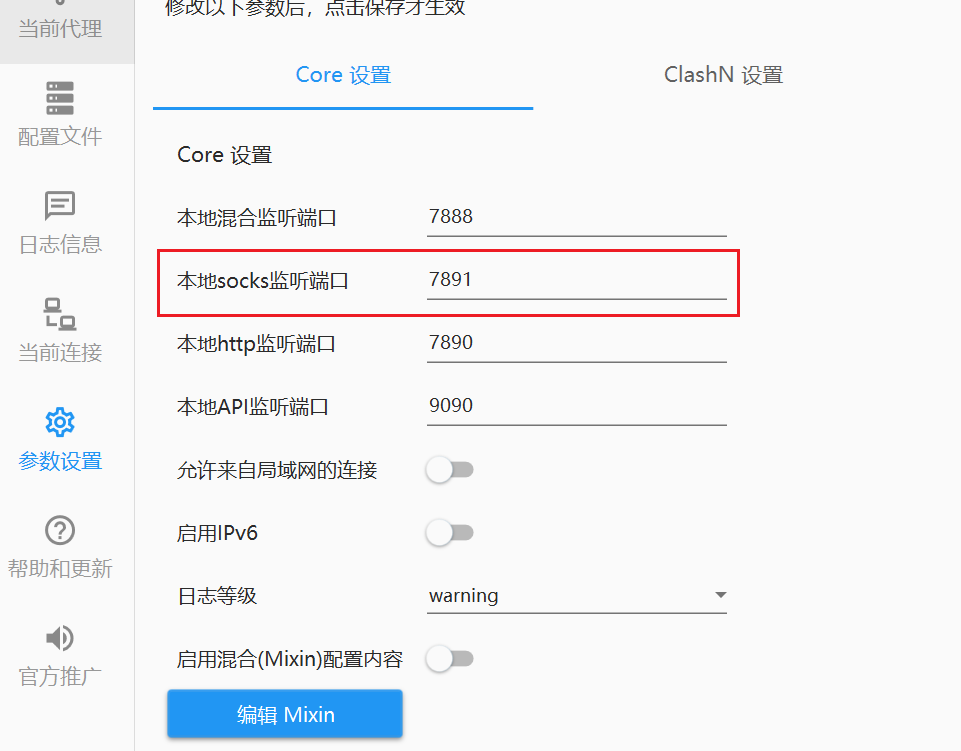 修改以下参数后，点击保存才生效
当前代理
配置文件
日志信息
当前连接
参数设置
帮助和更新
官方推广
Core 设置
ClashN 设置
Core 设置
本地混合监听端口 7888
本地socks监听端口 7891
本地http监听端口 7890
本地API监听端口 9090
允许来自局域网的连接
启用IPv6
日志等级 warning
启用混合(Mixin)配置内容
编辑 Mixin